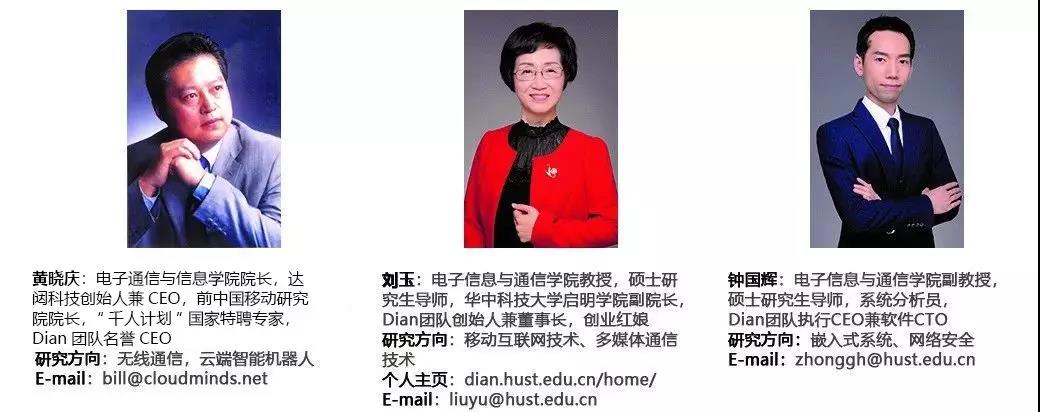 黄晓庆：电子通信与信息学院院长，达
闼科技创始人兼 CEO，前中国移动研究
院院长，“ 千人计划 ” 国家特聘专家，
Dian 团队名誉 CEO
研究方向：无线通信，云端智能机器人
E-mail：bill@cloudminds.net
刘玉：电子信息与通信学院教授，硕士研
究生导师，华中科技大学启明学院副院长，
Dian团队创始人兼董事长，创业红娘
研究方向：移动互联网技术、多媒体通信
技术
个人主页：dian.hust.edu.cn/home/
E-mail：liuyu@hust.edu.cn
钟国辉：电子信息与通信学院副教授，
硕士研究生导师，系统分析员，
Dian团队执行CEO兼软件CTO
研究方向：嵌入式系统、网络安全
E-mail：zhonggh@hust.edu.cn